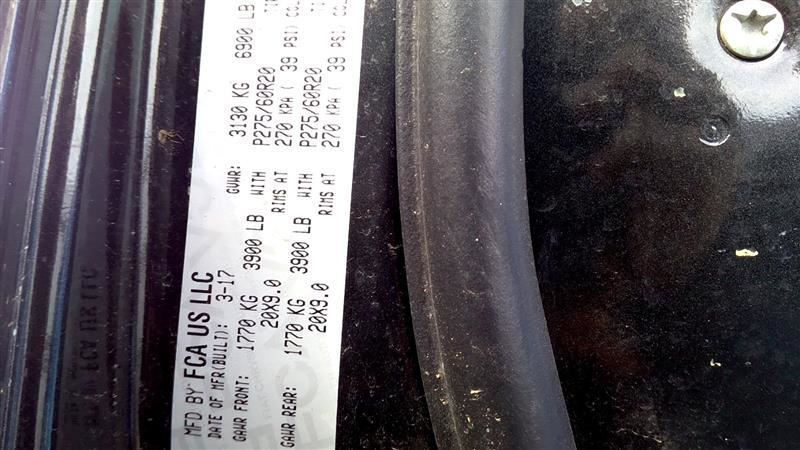 MFD BY FCA US LLC
DATE OF MFR(BUILT): 3-17 GVWR: 3130 KG 6900 LB
GAWR FRONT: 1770 KG 3900 LB WITH P275/60R20
20X9.0 RIMS AT 270 KPA ( 39 PSI)
GAWR REAR: 1770 KG 3900 LB WITH P275/60R20
20X9.0 RIMS AT 270 KPA ( 39 PSI)